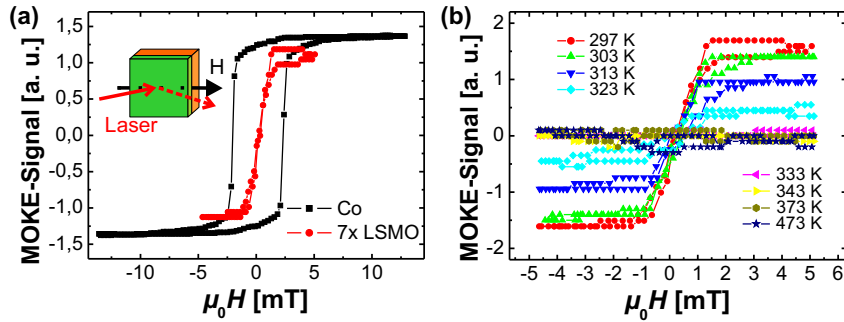 (a)
MOKE-Signal [a. u.]
1,5
1,0
0,5
0,0
-0,5
-1,0
-1,5
H
Laser
Co
7x LSMO
-10 -5 0 5 10
μ₀H [mT]
(b)
MOKE-Signal [a. u.]
2
1
0
-1
-2
297 K
303 K
313 K
323 K
333 K
343 K
373 K
473 K
-5 -4 -3 -2 -1 0 1 2 3 4 5
μ₀H [mT]